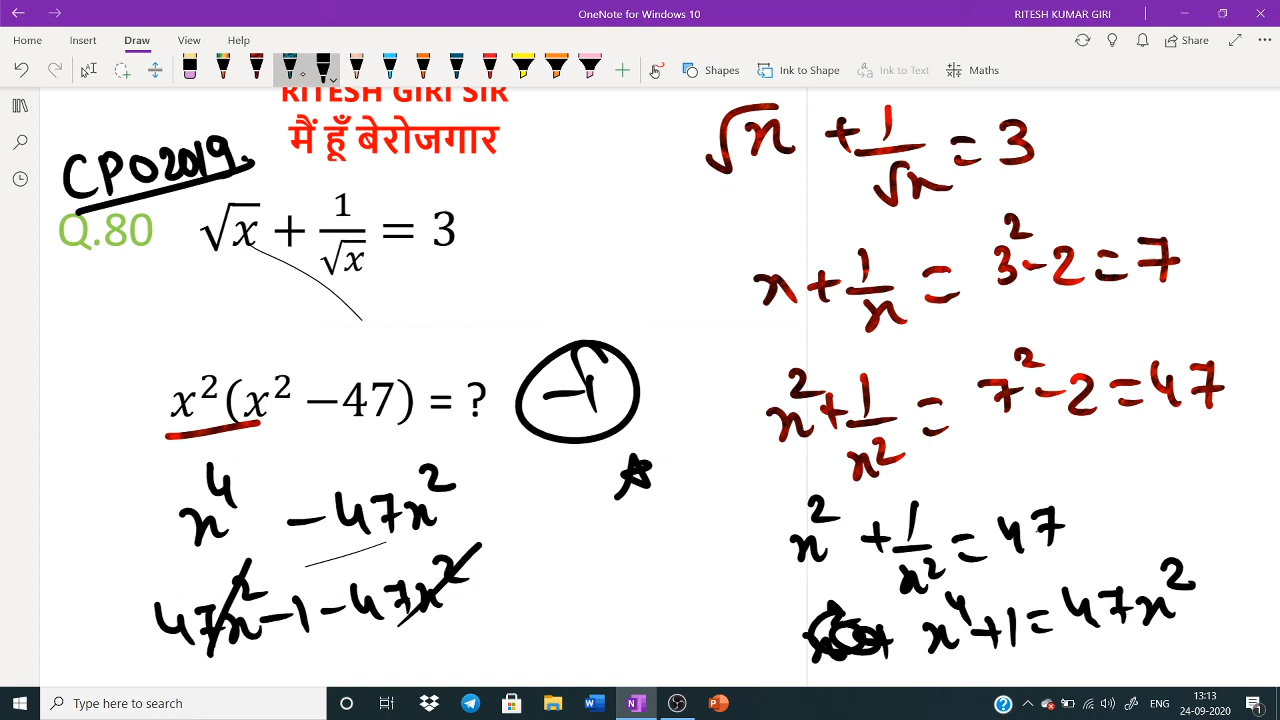 OneNote for Windows 10
RITESH KUMAR GIRI
Home Insert Draw View Help
Share
Shapes Ink to Shape Ink to Text Maths
RITESH GIRI SIR
मैं हूँ बेरोजगार
CPO2019
Q.80 √x + 1/√x = 3
x²(x² −47) = ?
-1
x⁴ - 47x²
47x² - 1 - 47x²
√x + 1/√x = 3
x + 1/x = 3² - 2 = 7
x² + 1/x² = 7² - 2 = 47
x² + 1/x² = 47
x⁴ + 1 = 47x²
Type here to search
ENG
13:13
24-09-2020